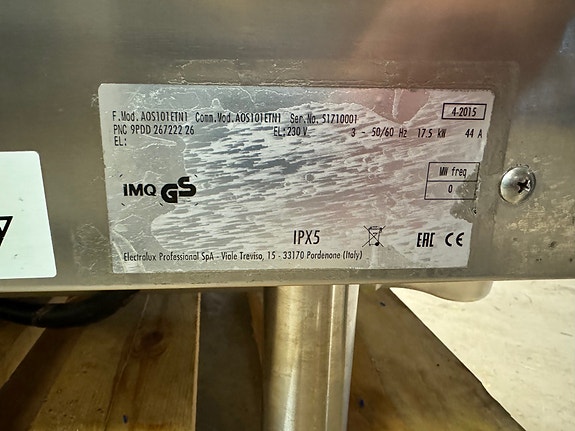 F.Mod. AOS101ETN1 Comm.Mod. AOS101ETN1 Ser.No. 51710001 4-2015
PNC 9PDD 267222 26 EL: 230 V 3 ~ 50/60 Hz 17.5 kW 44 A
EL:
MW freq
0
IMQ GS
IPX5 EAC CE
Electrolux Professional SpA - Viale Treviso, 15 - 33170 Pordenone (Italy)